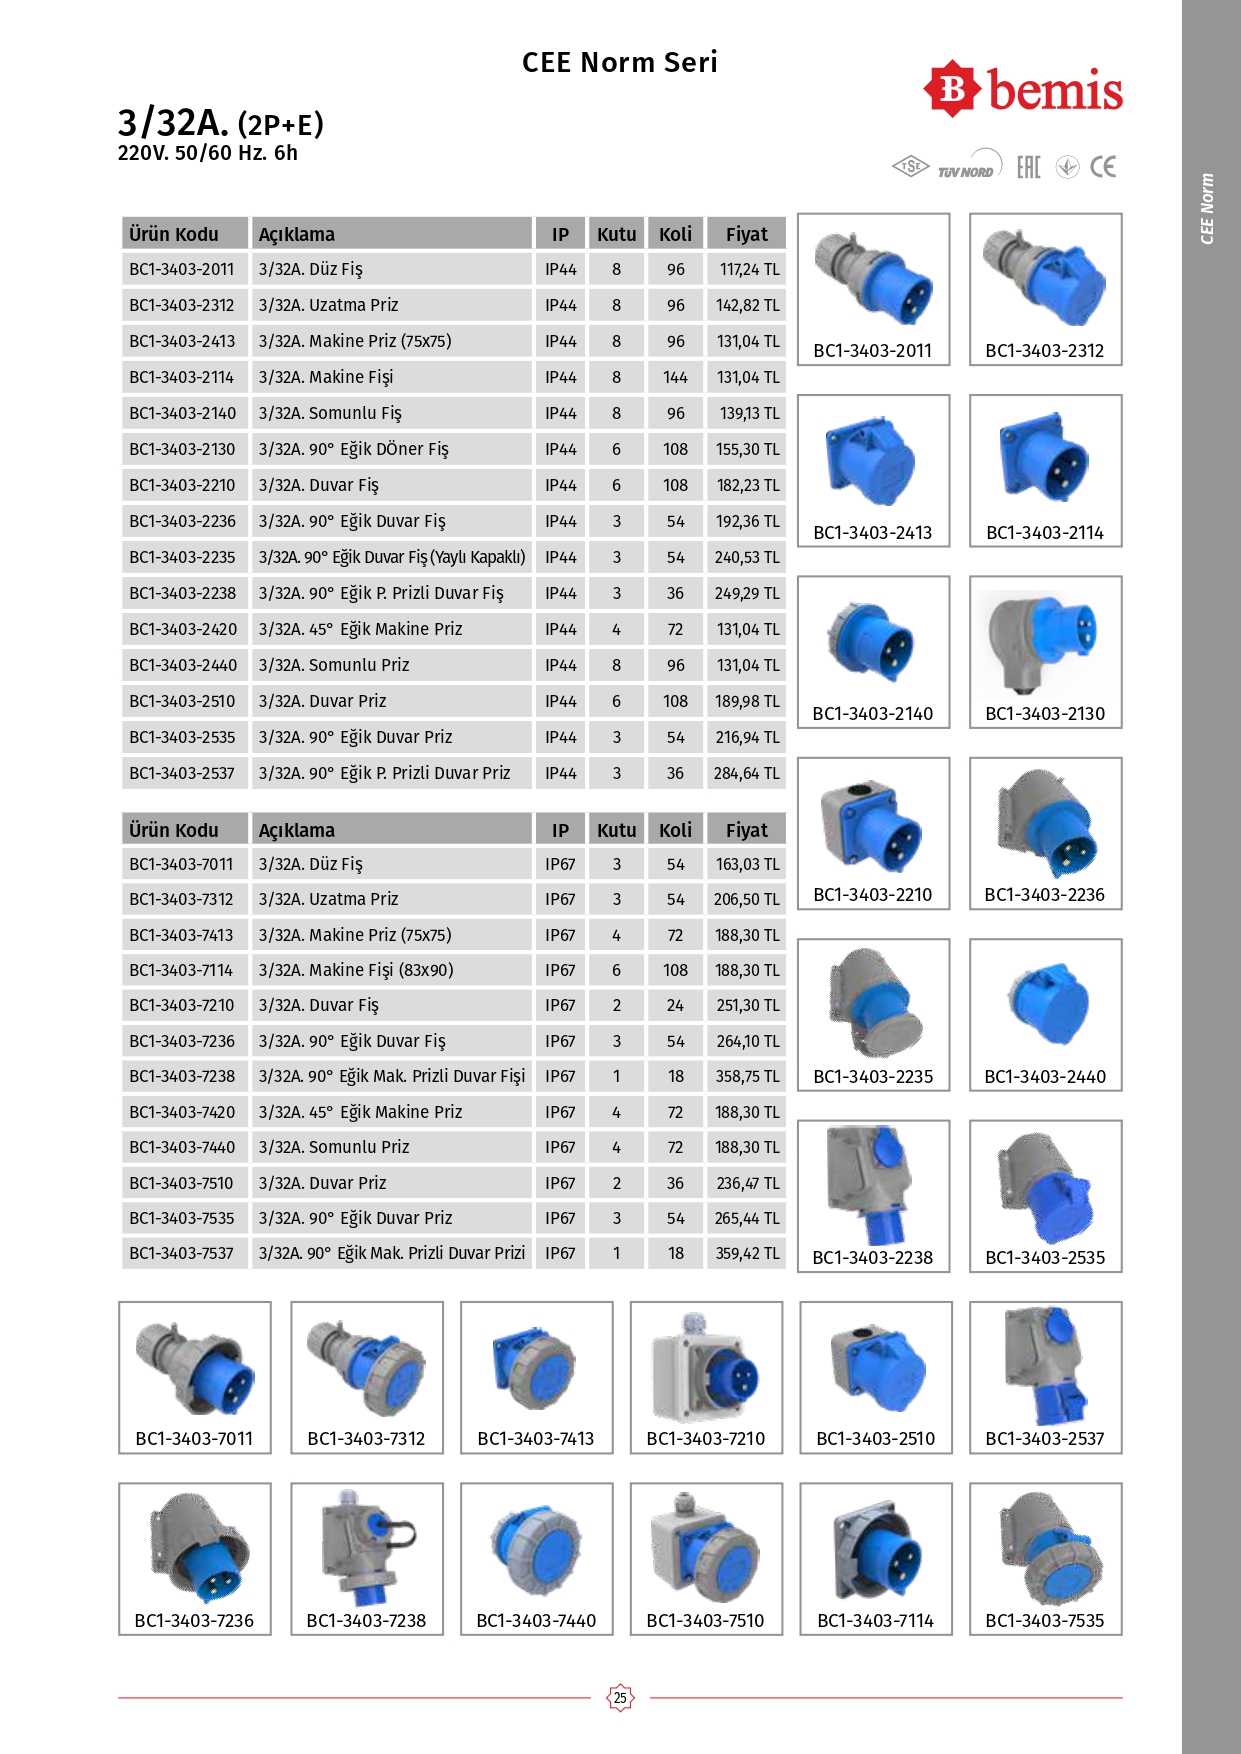 CEE Norm Seri
bemis
3/32A. (2P+E)
220V. 50/60 Hz. 6h
TSE TÜV NORD EAC CE
CEE Norm
Ürün Kodu Açıklama IP Kutu Koli Fiyat
BC1-3403-2011 3/32A. Düz Fiş IP44 8 96 117,24 TL
BC1-3403-2312 3/32A. Uzatma Priz IP44 8 96 142,82 TL
BC1-3403-2413 3/32A. Makine Priz (75x75) IP44 8 96 131,04 TL
BC1-3403-2114 3/32A. Makine Fişi IP44 8 144 131,04 TL
BC1-3403-2140 3/32A. Somunlu Fiş IP44 8 96 139,13 TL
BC1-3403-2130 3/32A. 90° Eğik DÖner Fiş IP44 6 108 155,30 TL
BC1-3403-2210 3/32A. Duvar Fiş IP44 6 108 182,23 TL
BC1-3403-2236 3/32A. 90° Eğik Duvar Fiş IP44 3 54 192,36 TL
BC1-3403-2235 3/32A. 90° Eğik Duvar Fiş (Yaylı Kapaklı) IP44 3 54 240,53 TL
BC1-3403-2238 3/32A. 90° Eğik P. Prizli Duvar Fiş IP44 3 36 249,29 TL
BC1-3403-2420 3/32A. 45° Eğik Makine Priz IP44 4 72 131,04 TL
BC1-3403-2440 3/32A. Somunlu Priz IP44 8 96 131,04 TL
BC1-3403-2510 3/32A. Duvar Priz IP44 6 108 189,98 TL
BC1-3403-2535 3/32A. 90° Eğik Duvar Priz IP44 3 54 216,94 TL
BC1-3403-2537 3/32A. 90° Eğik P. Prizli Duvar Priz IP44 3 36 284,64 TL
Ürün Kodu Açıklama IP Kutu Koli Fiyat
BC1-3403-7011 3/32A. Düz Fiş IP67 3 54 163,03 TL
BC1-3403-7312 3/32A. Uzatma Priz IP67 3 54 206,50 TL
BC1-3403-7413 3/32A. Makine Priz (75x75) IP67 4 72 188,30 TL
BC1-3403-7114 3/32A. Makine Fişi (83x90) IP67 6 108 188,30 TL
BC1-3403-7210 3/32A. Duvar Fiş IP67 2 24 251,30 TL
BC1-3403-7236 3/32A. 90° Eğik Duvar Fiş IP67 3 54 264,10 TL
BC1-3403-7238 3/32A. 90° Eğik Mak. Prizli Duvar Fişi IP67 1 18 358,75 TL
BC1-3403-7420 3/32A. 45° Eğik Makine Priz IP67 4 72 188,30 TL
BC1-3403-7440 3/32A. Somunlu Priz IP67 4 72 188,30 TL
BC1-3403-7510 3/32A. Duvar Priz IP67 2 36 236,47 TL
BC1-3403-7535 3/32A. 90° Eğik Duvar Priz IP67 3 54 265,44 TL
BC1-3403-7537 3/32A. 90° Eğik Mak. Prizli Duvar Prizi IP67 1 18 359,42 TL
BC1-3403-2011 BC1-3403-2312
BC1-3403-2413 BC1-3403-2114
BC1-3403-2140 BC1-3403-2130
BC1-3403-2210 BC1-3403-2236
BC1-3403-2235 BC1-3403-2440
BC1-3403-2238 BC1-3403-2535
BC1-3403-7011 BC1-3403-7312 BC1-3403-7413 BC1-3403-7210 BC1-3403-2510 BC1-3403-2537
BC1-3403-7236 BC1-3403-7238 BC1-3403-7440 BC1-3403-7510 BC1-3403-7114 BC1-3403-7535
25